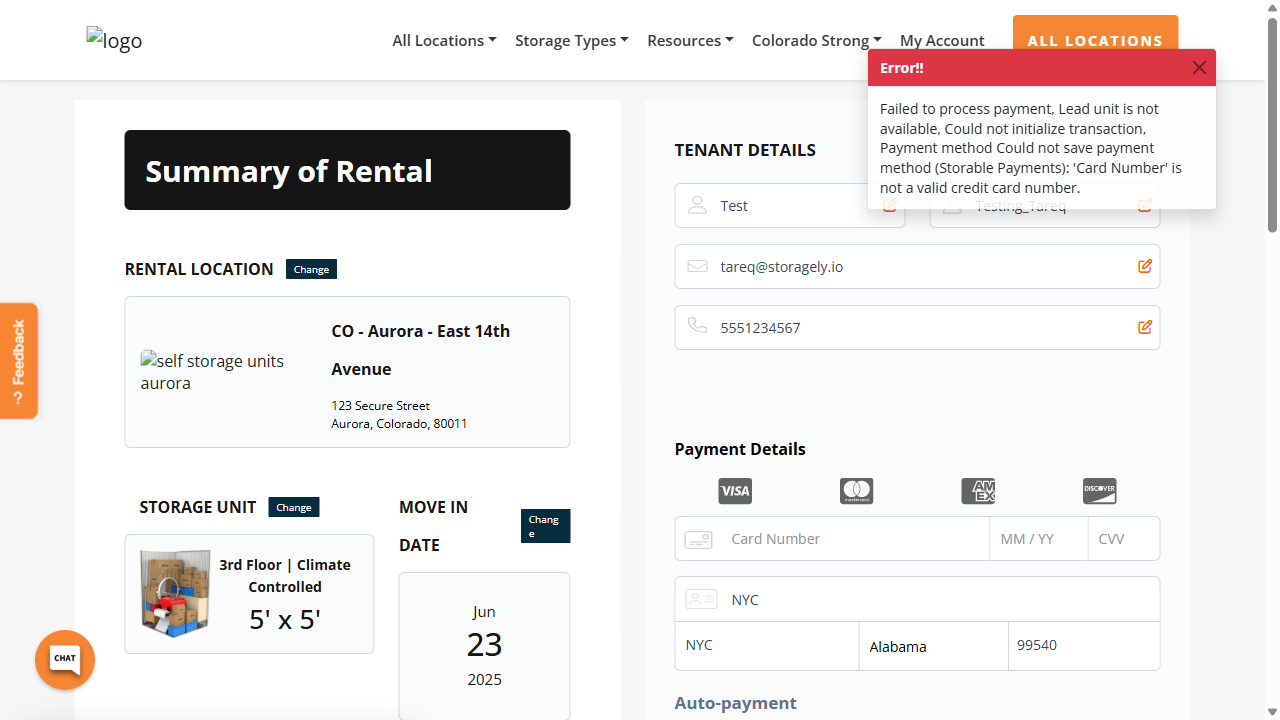 logo
All Locations
Storage Types
Resources
Colorado Strong
My Account
ALL LOCATIONS
Error!!
Failed to process payment, Lead unit is not
available, Could not initialize transaction,
Payment method Could not save payment
method (Storable Payments): 'Card Number' is
not a valid credit card number.
Summary of Rental
RENTAL LOCATION
Change
self storage units
aurora
CO - Aurora - East 14th
Avenue
123 Secure Street
Aurora, Colorado, 80011
STORAGE UNIT
Change
3rd Floor | Climate
Controlled
5' x 5'
MOVE IN
DATE
Chang
e
Jun
23
2025
TENANT DETAILS
Test
Testing_Tareq
tareq@storagely.io
5551234567
Payment Details
VISA
mastercard
AM
EX
DISCOVER
Card Number
MM / YY
CVV
NYC
NYC
Alabama
99540
Auto-payment
Feedback
CHAT